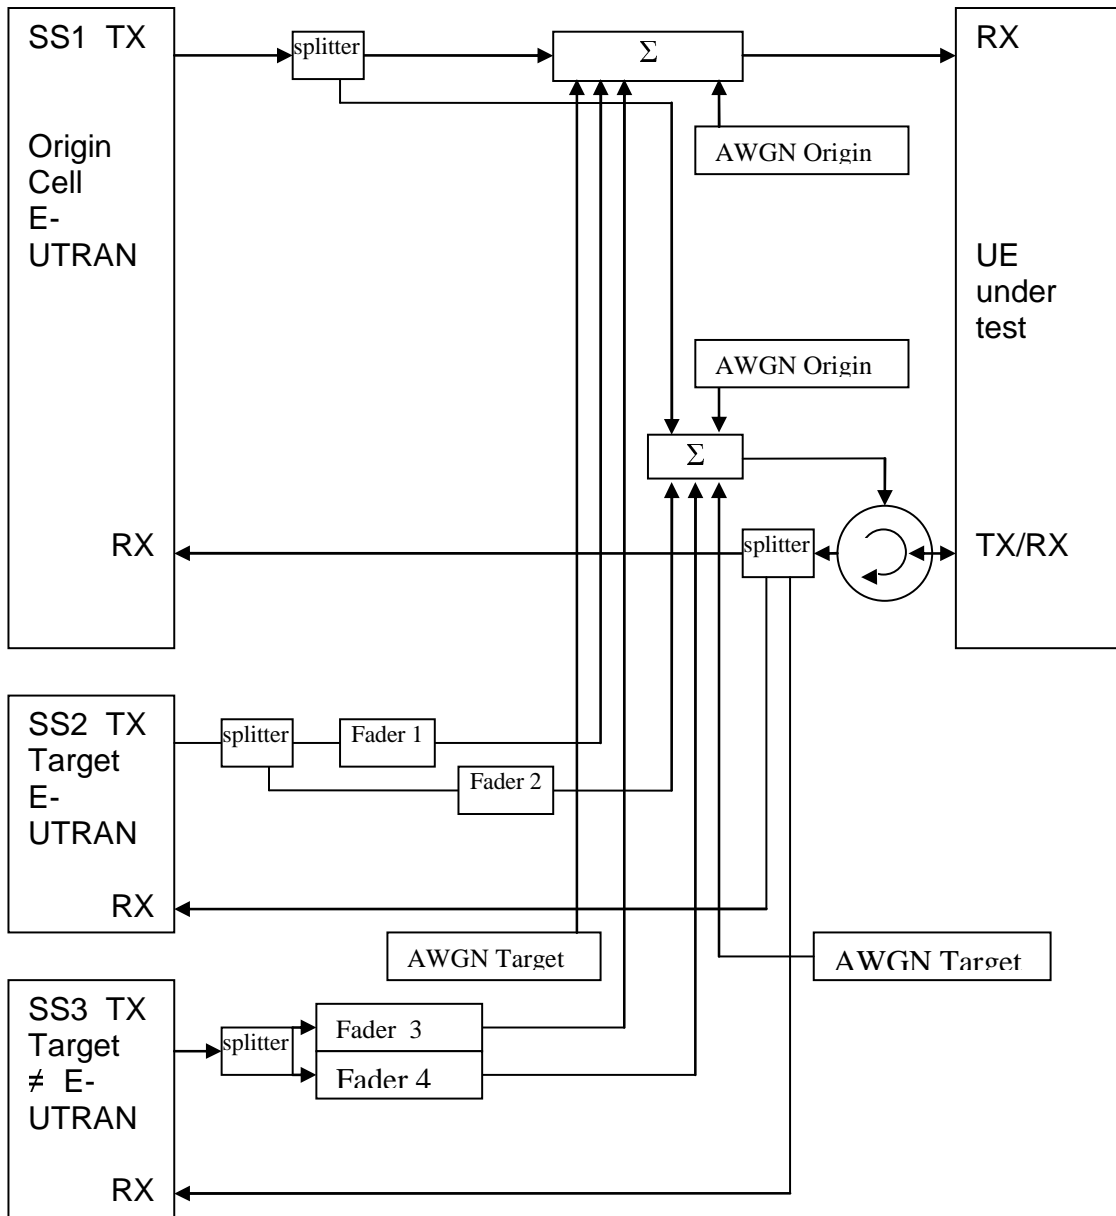 SS1 TX
Origin
Cell
E-
UTRAN
RX
splitter
Σ
RX
AWGN Origin
UE
under
test
AWGN Origin
Σ
splitter
TX/RX
SS2 TX
Target
E-
UTRAN
RX
splitter
Fader 1
Fader 2
AWGN Target
AWGN Target
SS3 TX
Target
≠ E-
UTRAN
RX
splitter
Fader 3
Fader 4